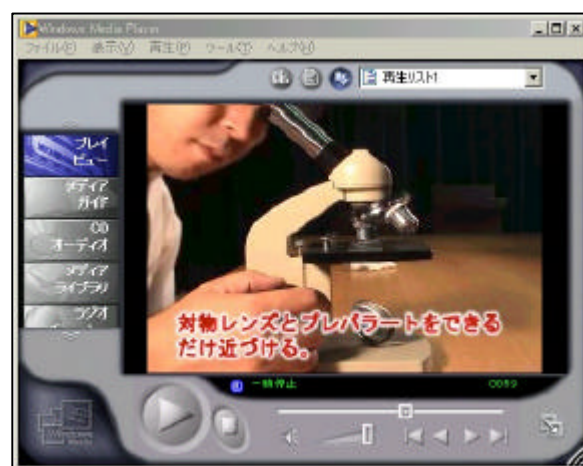 Windows Media Player
ファイル(F) 表示(V) 再生(P) ツール(T) ヘルプ(H)
再生リスト1
プレイ
ビュー
メディア
ガイド
CD
オーディオ
メディア
ライブラリ
ラジオ
対物レンズとプレパラートをできる
だけ近づける。
一時停止
Windows
Media